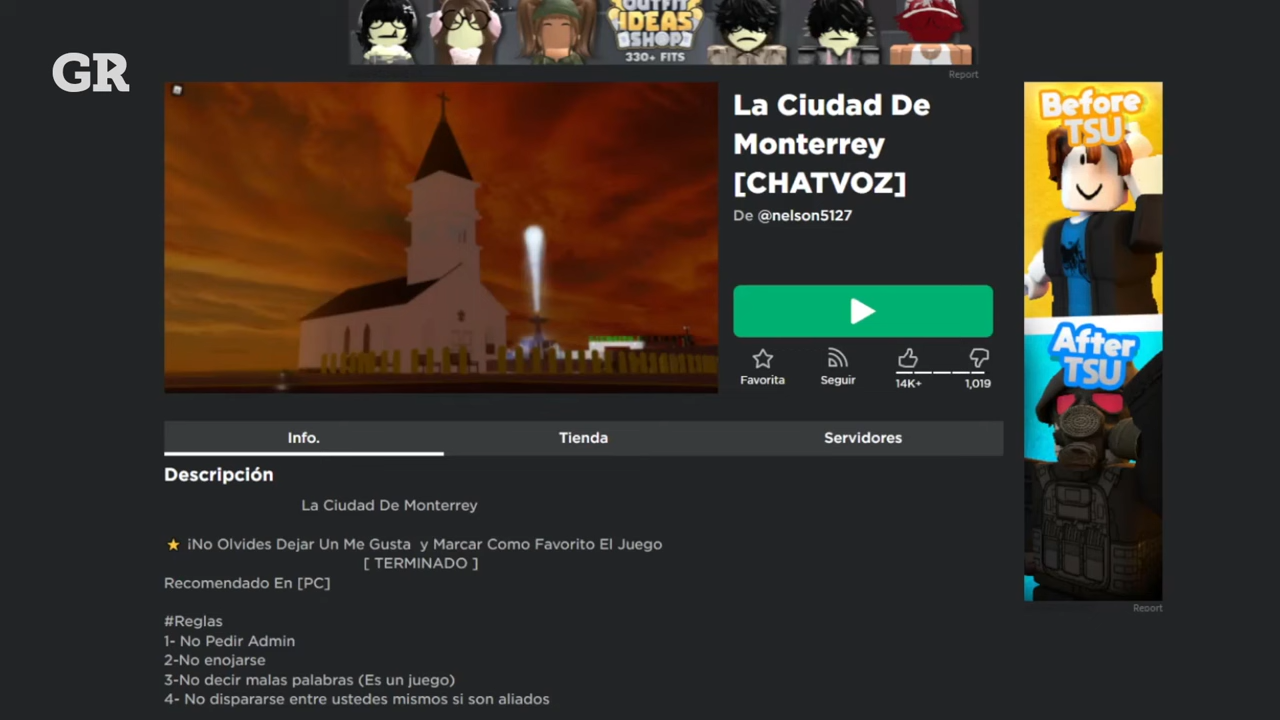 OUTFIT
IDEAS
SHOP
330+ FITS
Report
GR
La Ciudad De
Monterrey
[CHATVOZ]
De @nelson5127
Favorita
Seguir
14K+
1,019
Before
TSU
After
TSU
Report
Info.
Tienda
Servidores
Descripción
La Ciudad De Monterrey
⭐ ¡No Olvides Dejar Un Me Gusta y Marcar Como Favorito El Juego
[ TERMINADO ]
Recomendado En [PC]
#Reglas
1- No Pedir Admin
2-No enojarse
3-No decir malas palabras (Es un juego)
4- No dispararse entre ustedes mismos si son aliados